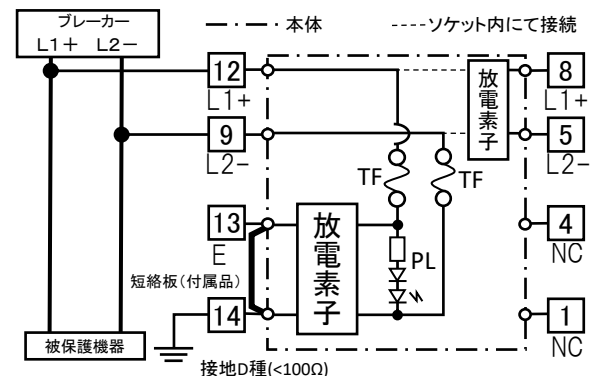 ブレーカー
L1+ L2-
本体
ソケット内にて接続
12
L1+
9
L2-
放電素子
8
L1+
5
L2-
TF
TF
13
E
放電素子
PL
4
NC
短絡板(付属品)
14
1
NC
被保護機器
接地D種(<100Ω)